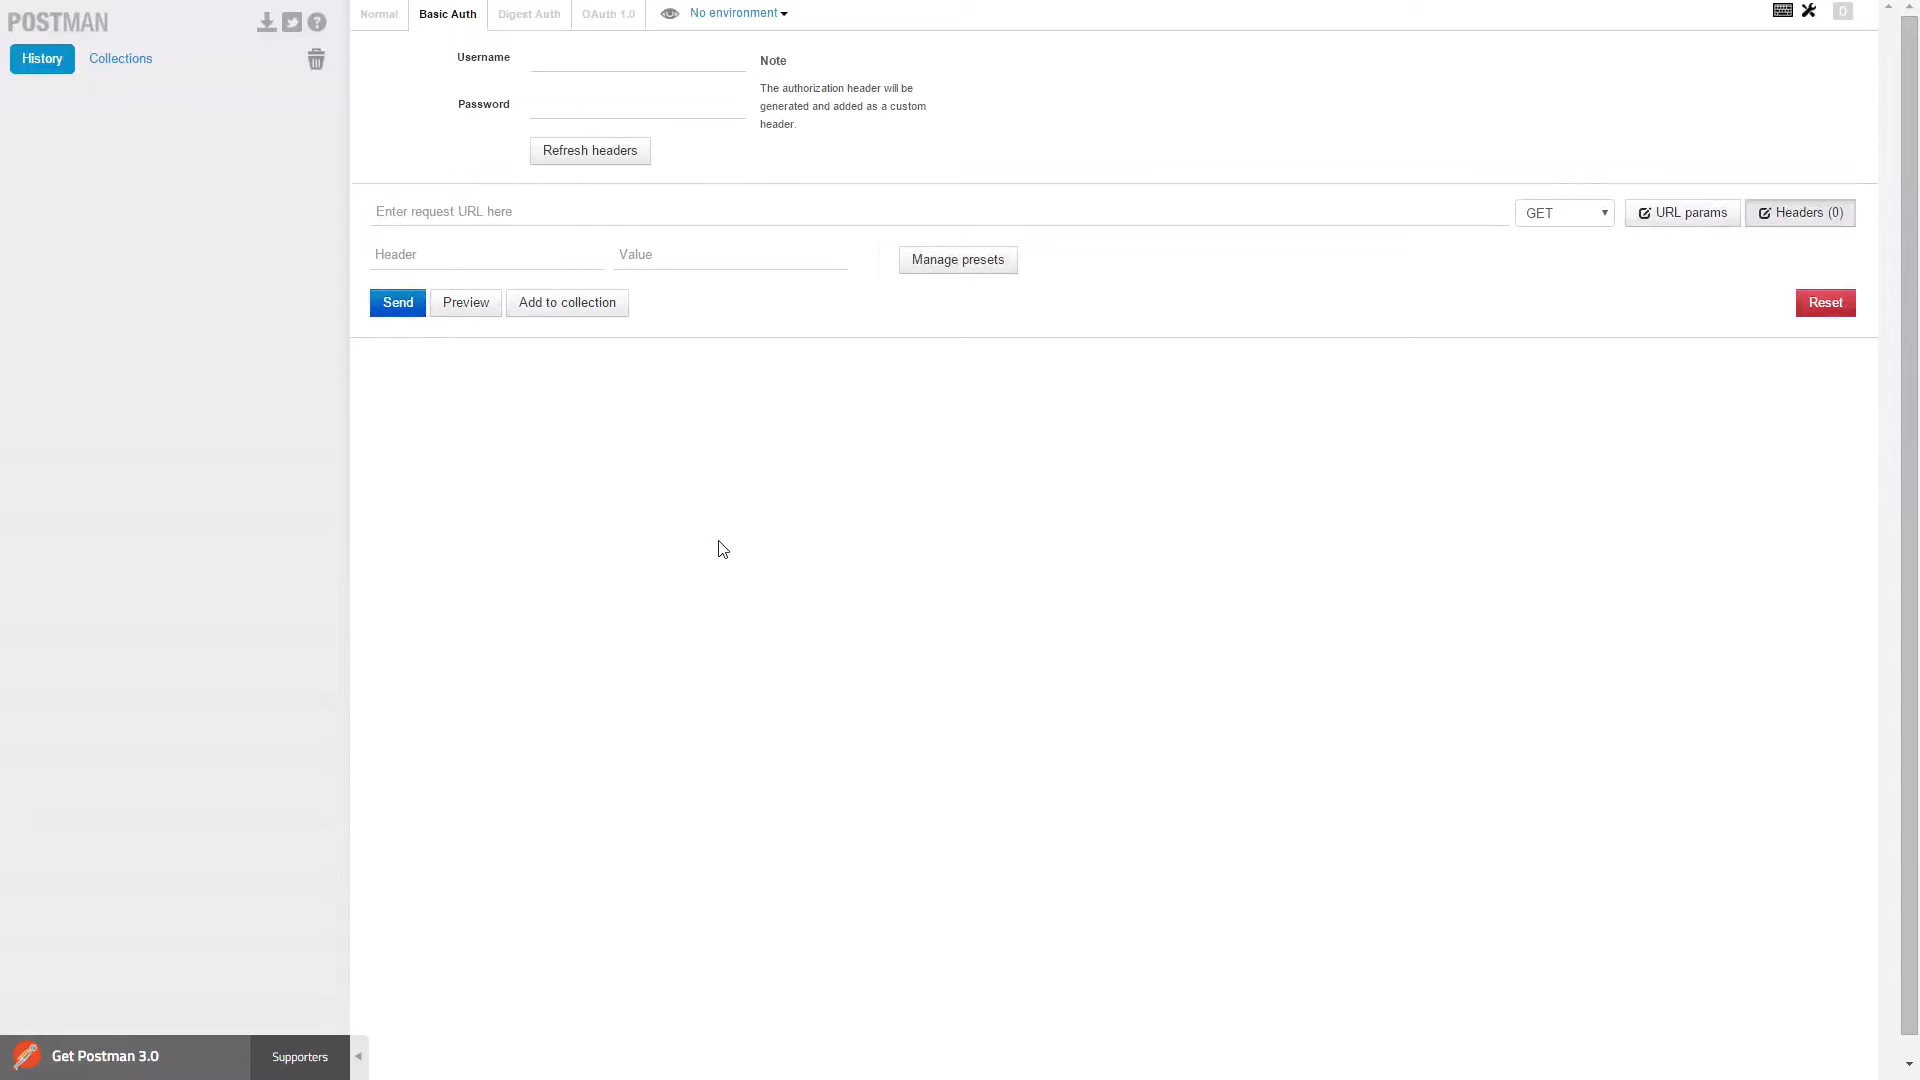 POSTMAN
History
Collections
Normal
Basic Auth
Digest Auth
OAuth 1.0
No environment
0
Username
Password
Refresh headers
Note
The authorization header will be
generated and added as a custom
header.
Enter request URL here
GET
URL params
Headers (0)
Header
Value
Manage presets
Send
Preview
Add to collection
Reset
Get Postman 3.0
Supporters